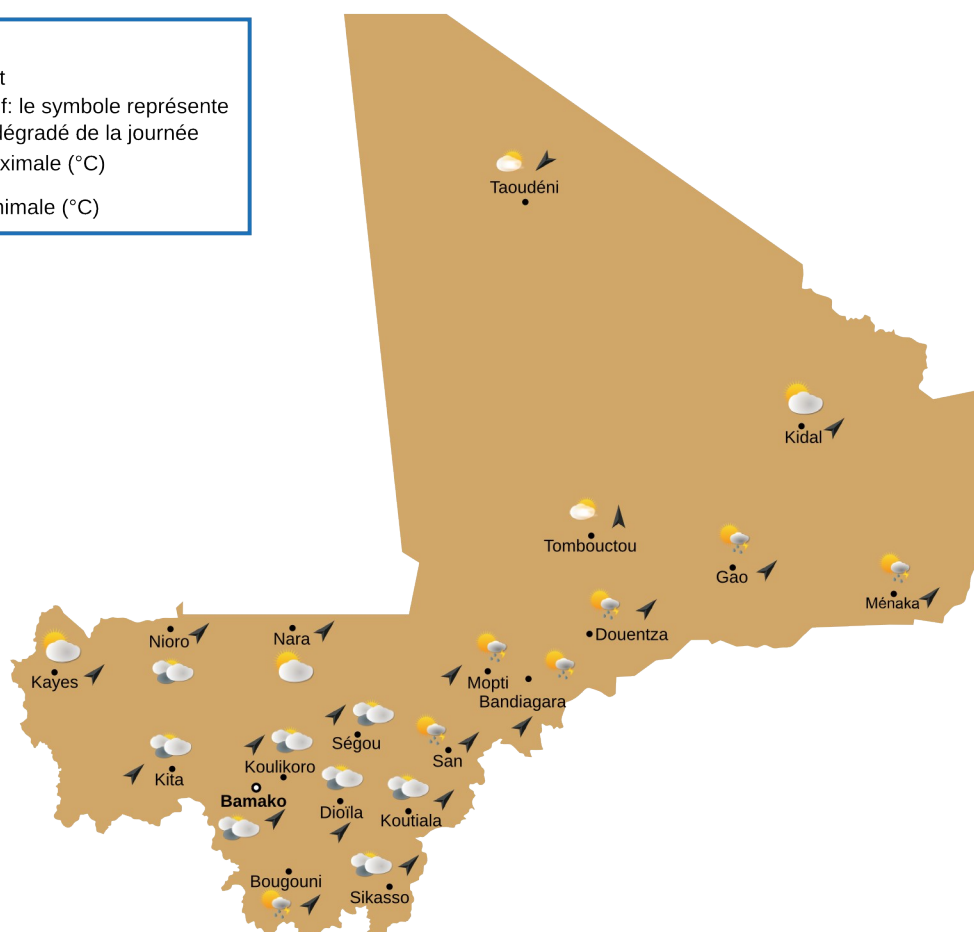 t
f: le symbole représente
dégradé de la journée
ximale (°C)
nimale (°C)
Taoudéni
Kidal
Tombouctou
Gao
Ménaka
Douentza
Nioro
Nara
Kayes
Mopti
Bandiagara
Ségou
San
Koulikoro
Kita
Bamako
Dioïla
Koutiala
Bougouni
Sikasso